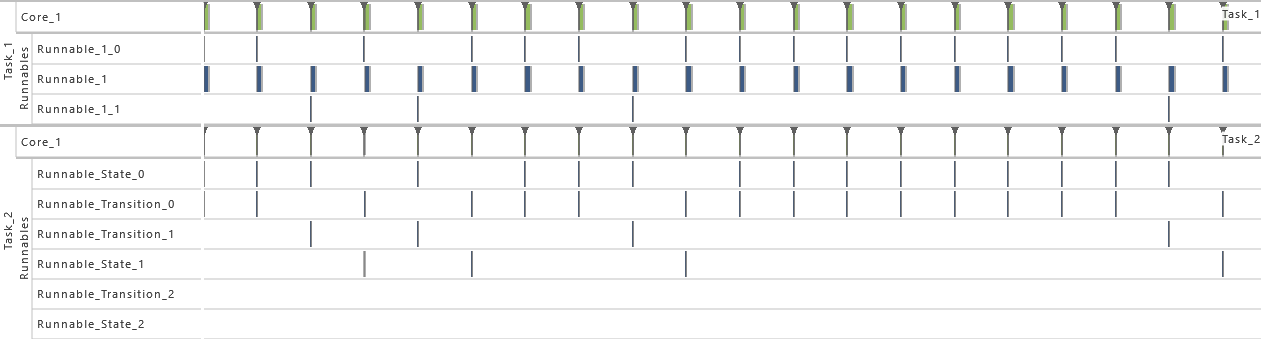 Core_1
Task_1
Task_1
Runnables
Runnable_1_0
Runnable_1
Runnable_1_1
Core_1
Task_2
Task_2
Runnables
Runnable_State_0
Runnable_Transition_0
Runnable_Transition_1
Runnable_State_1
Runnable_Transition_2
Runnable_State_2